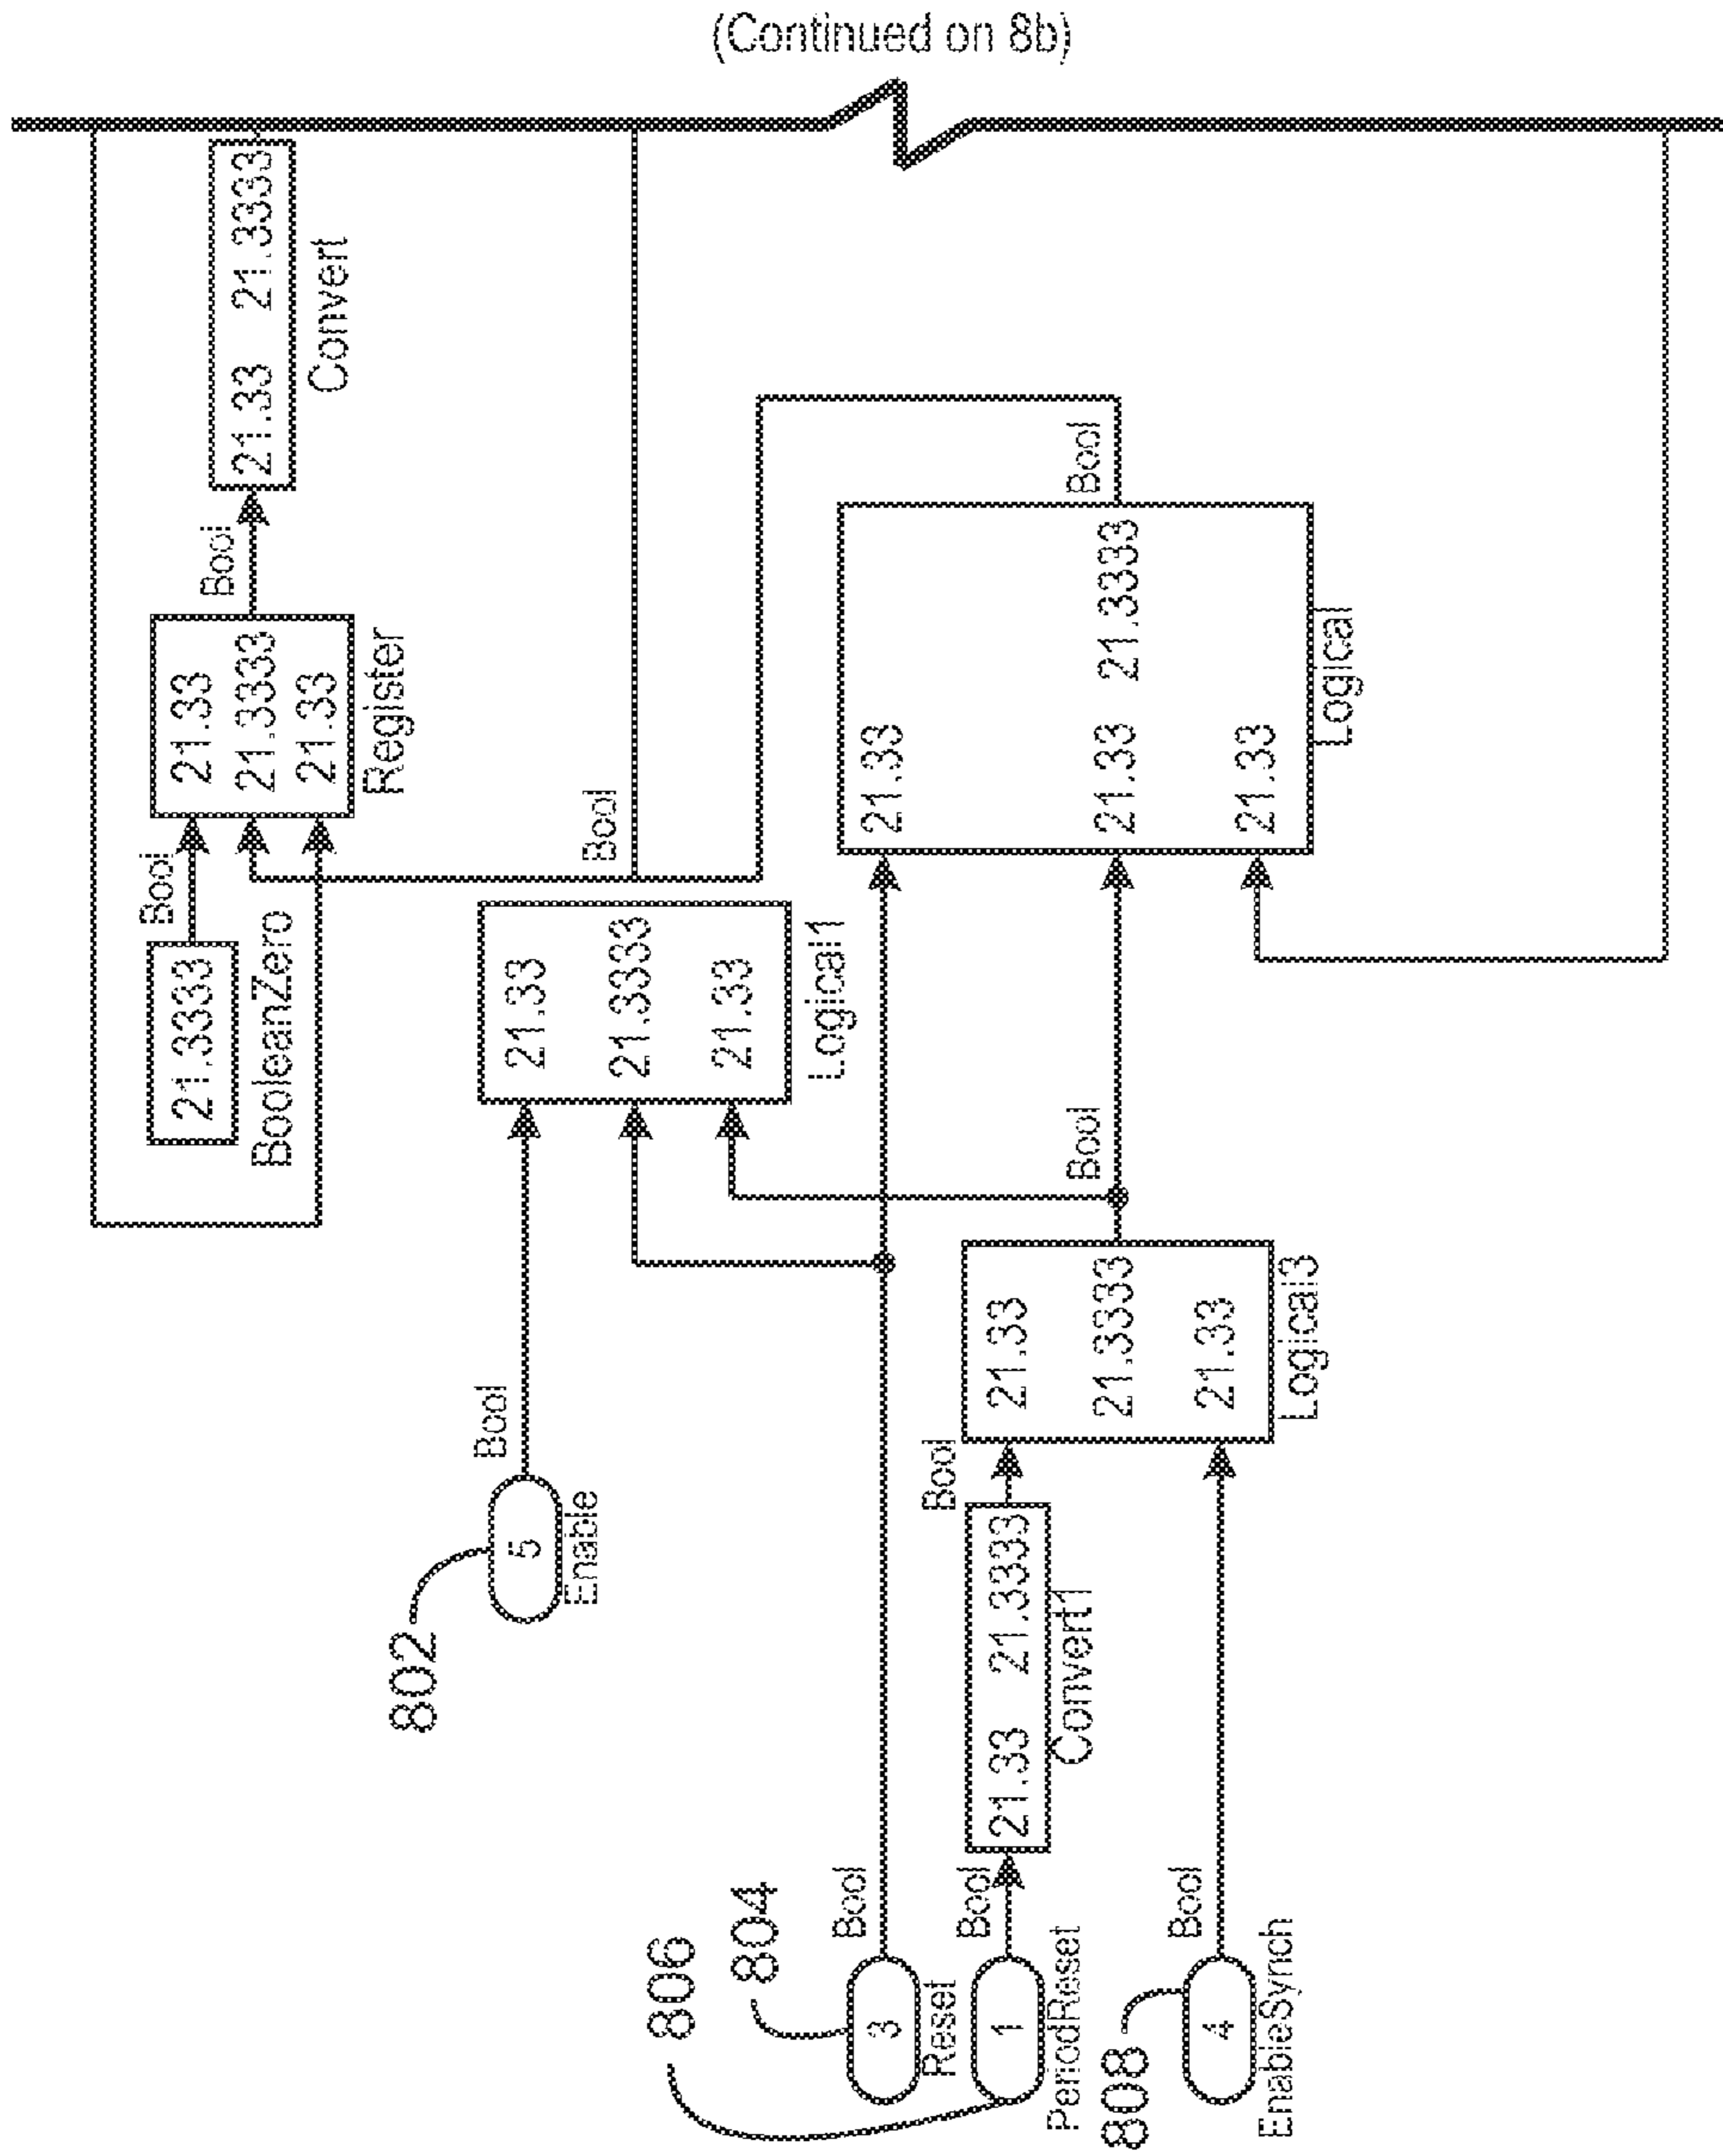 (Continued on 8b)
21.33 21.3333
Convert
Bool
21.33
21.3333
21.33
Register
Bool
21.3333
BooleanZero
Bool
21.33
21.3333
21.33
Logical1
Bool
21.33
21.33 21.3333
21.33
Logical
Bool
802
5
Enable
Bool
21.33
21.3333
21.33
Logical3
Bool
Bool
21.33 21.3333
Convert1
806
804
3
Reset
Bool
1
PeriodReset
Bool
808
4
EnableSynch
Bool